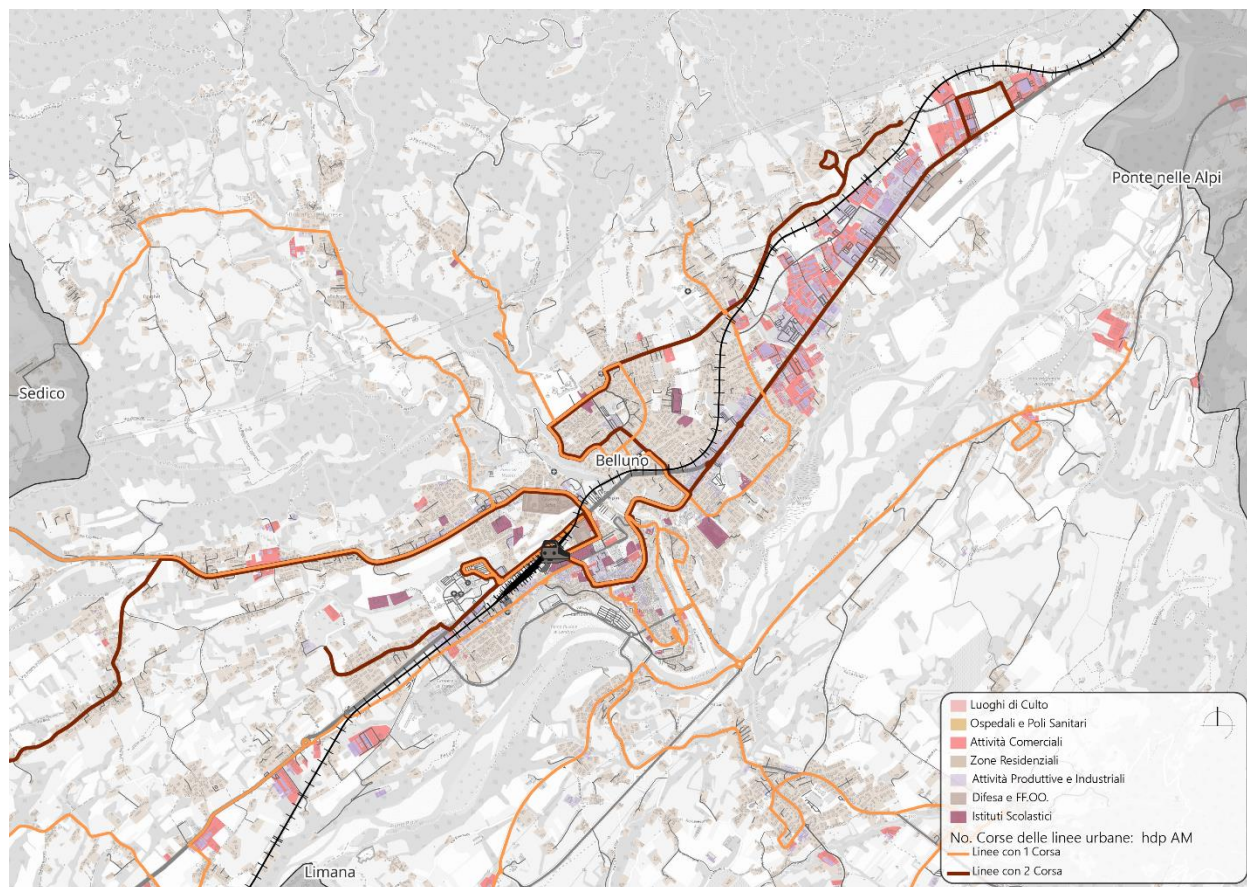 Ponte nelle Alpi
Sedico
Belluno
Limana
Luoghi di Culto
Ospedali e Poli Sanitari
Attività Comerciali
Zone Residenziali
Attività Produttive e Industriali
Difesa e FF.OO.
Istituti Scolastici
No. Corse delle linee urbane: hdp AM
Linee con 1 Corsa
Linee con 2 Corsa